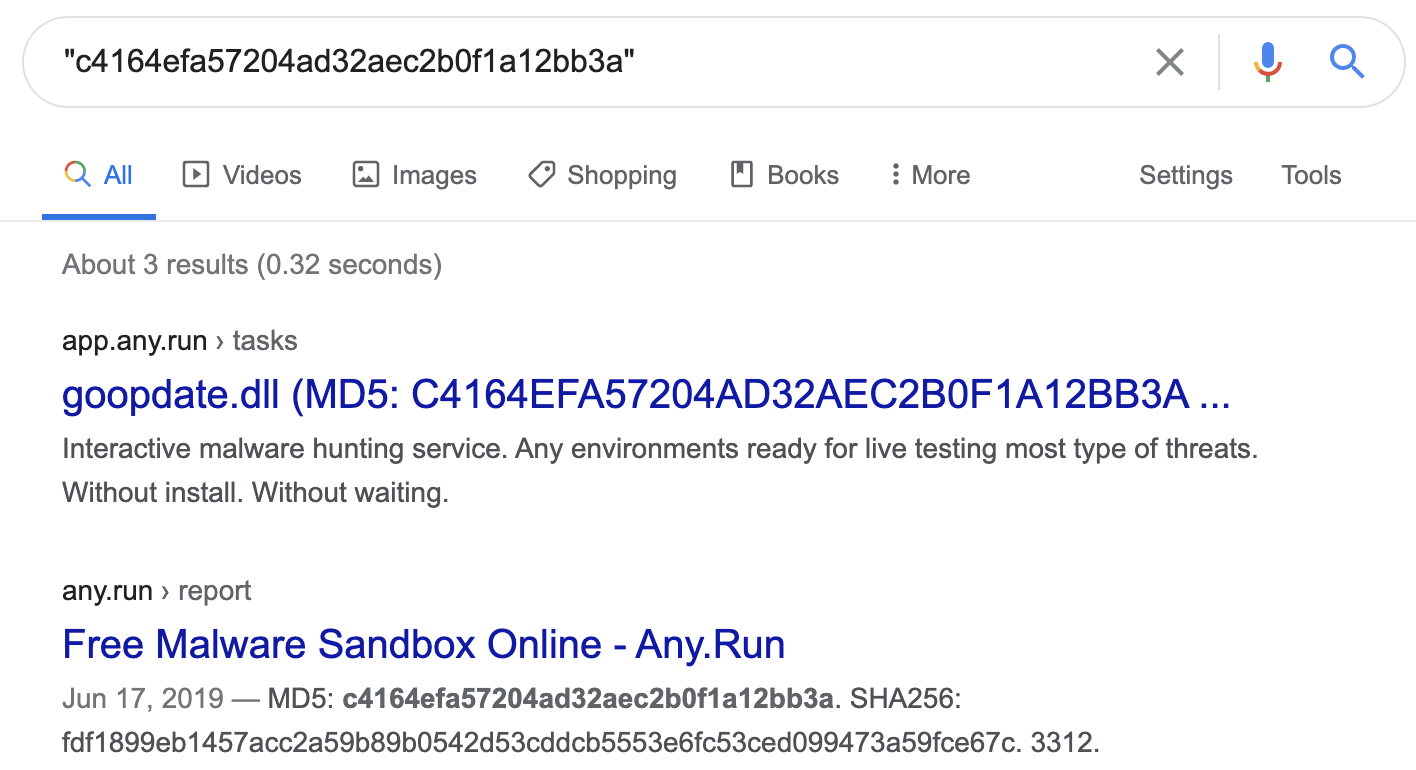 "c4164efa57204ad32aec2b0f1a12bb3a"
All Videos Images Shopping Books More Settings Tools
About 3 results (0.32 seconds)
app.any.run › tasks
goopdate.dll (MD5: C4164EFA57204AD32AEC2B0F1A12BB3A ...
Interactive malware hunting service. Any environments ready for live testing most type of threats.
Without install. Without waiting.
any.run › report
Free Malware Sandbox Online - Any.Run
Jun 17, 2019 — MD5: c4164efa57204ad32aec2b0f1a12bb3a. SHA256:
fdf1899eb1457acc2a59b89b0542d53cddcb5553e6fc53ced099473a59fce67c. 3312.